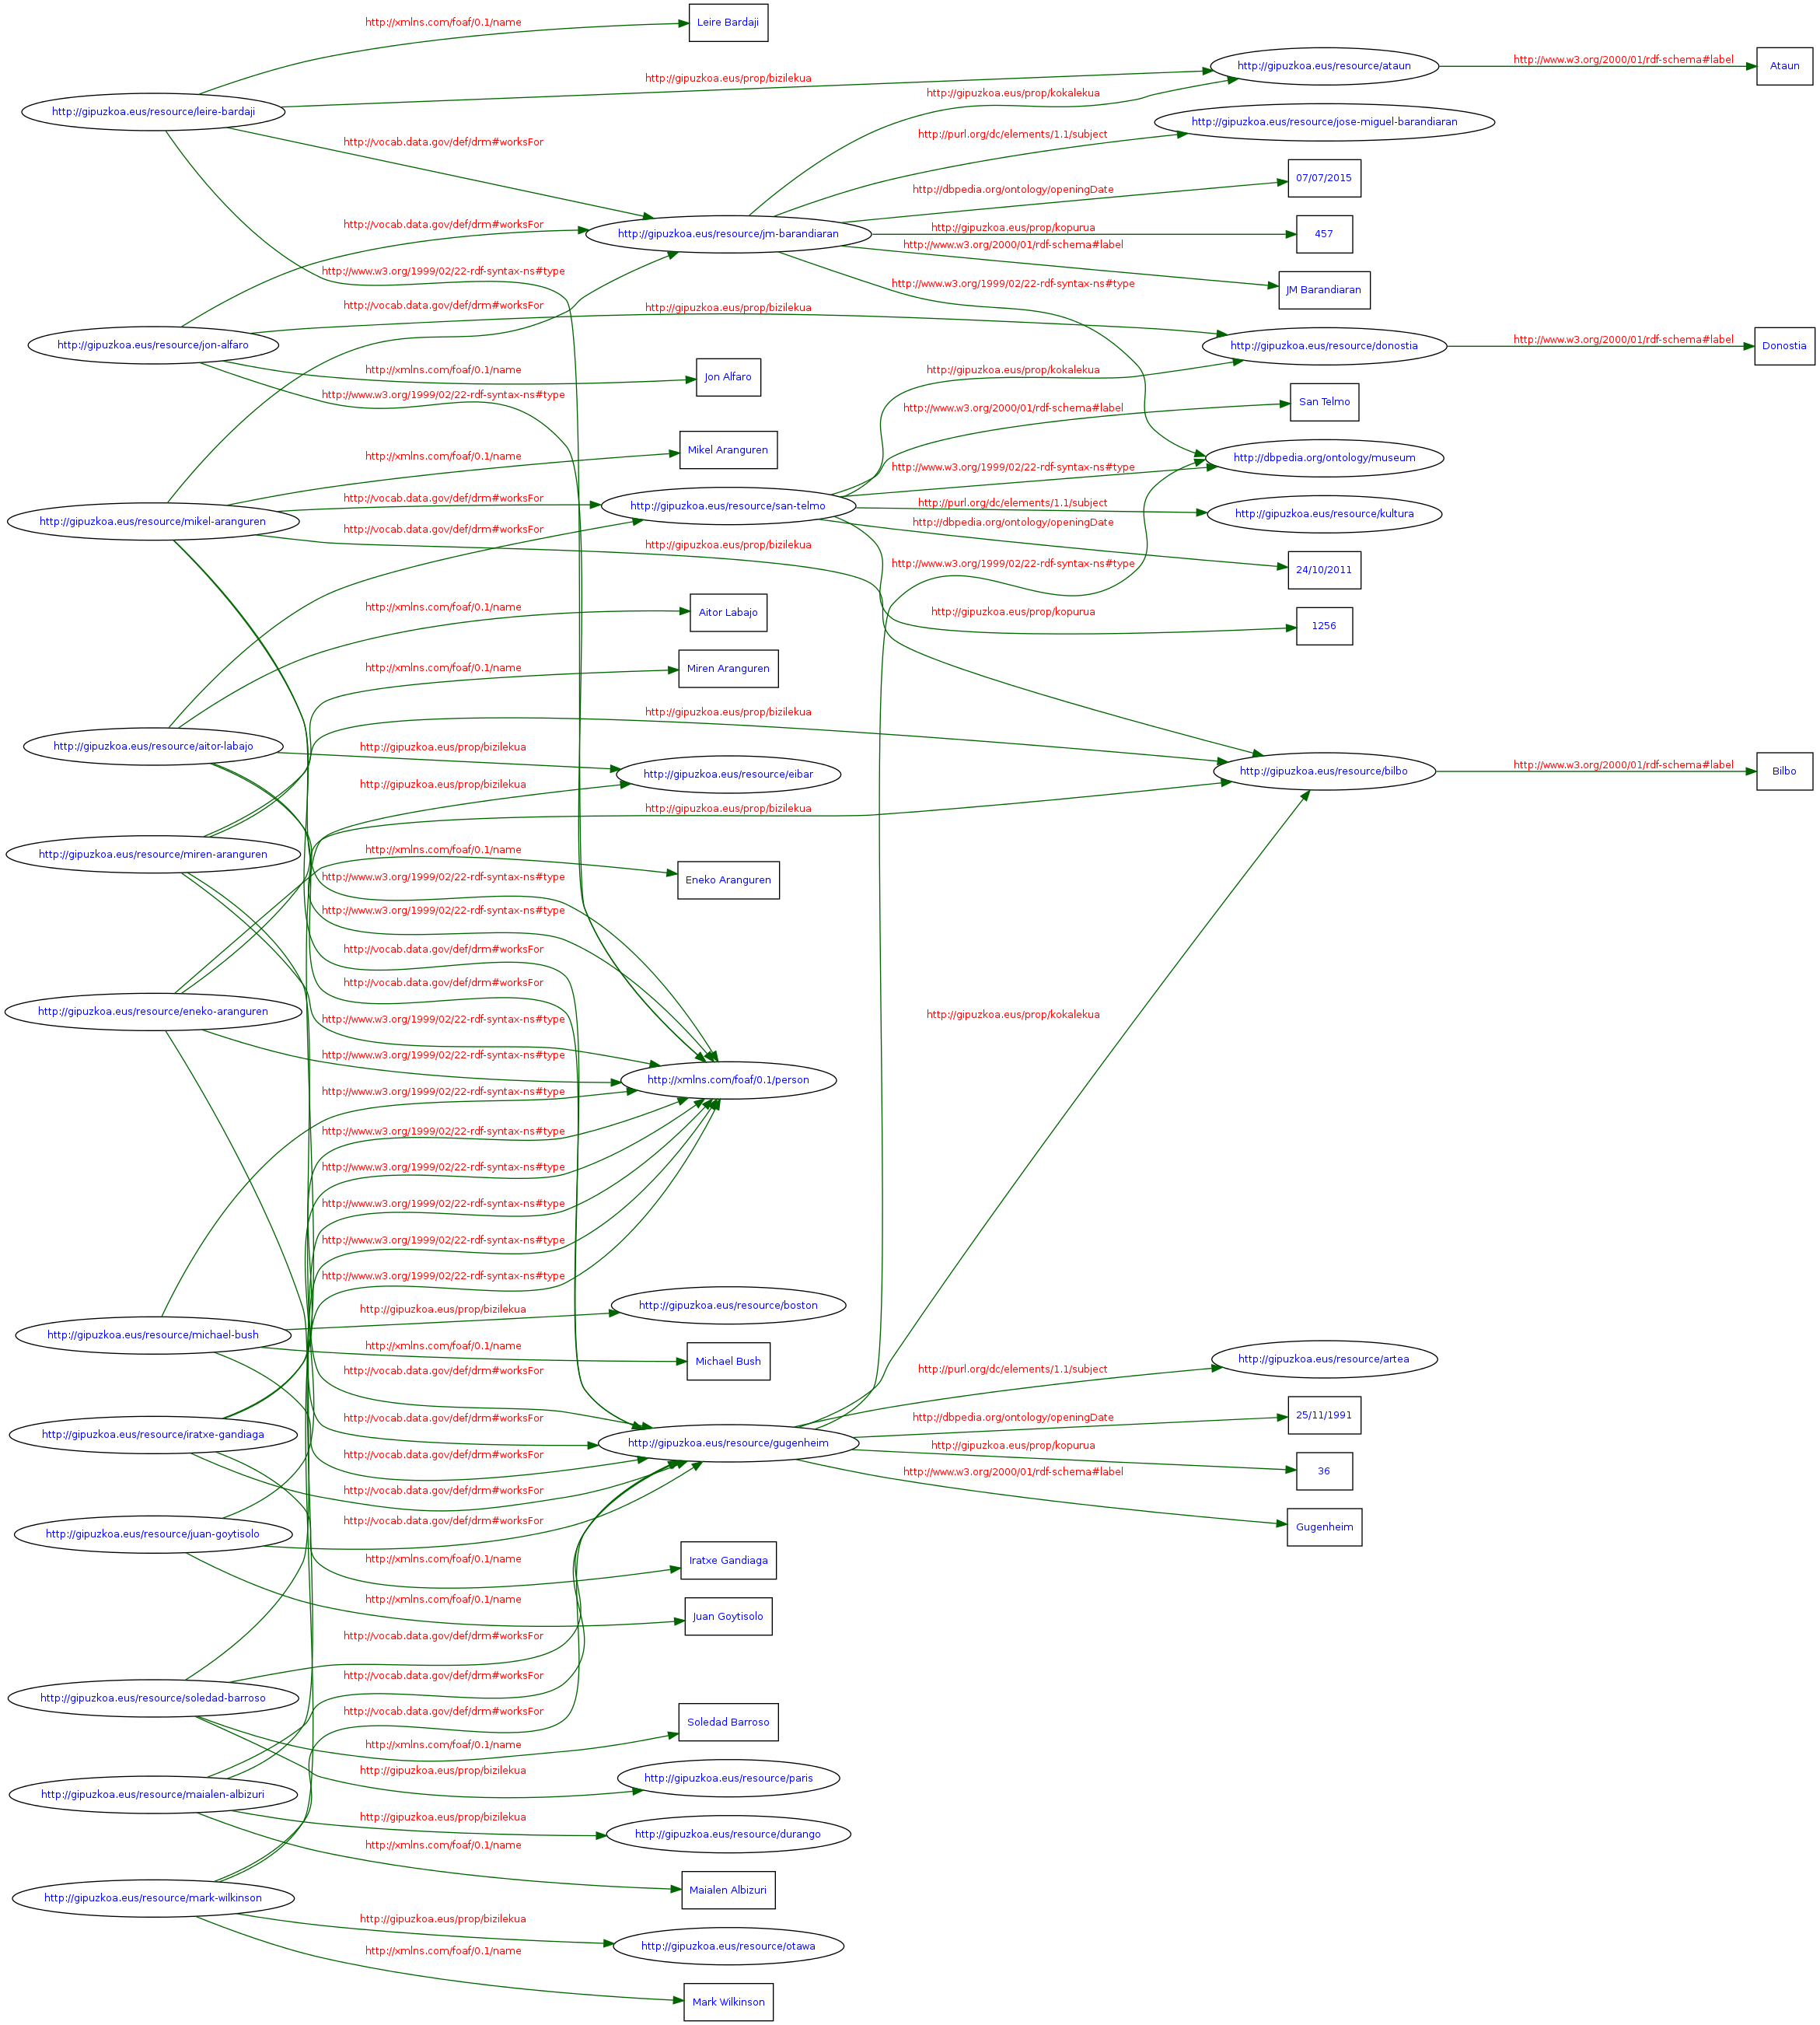 http://xmlns.com/foaf/0.1/name
Leire Bardaji
http://gipuzkoa.eus/resource/ataun
http://www.w3.org/2000/01/rdf-schema#label
Ataun
http://gipuzkoa.eus/prop/bizilekua
http://gipuzkoa.eus/prop/kokalekua
http://gipuzkoa.eus/resource/leire-bardaji
http://gipuzkoa.eus/resource/jose-miguel-barandiaran
http://purl.org/dc/elements/1.1/subject
http://vocab.data.gov/def/drm#worksFor
07/07/2015
http://dbpedia.org/ontology/openingDate
http://vocab.data.gov/def/drm#worksFor
http://gipuzkoa.eus/prop/kopurua
http://gipuzkoa.eus/resource/jm-barandiaran
457
http://www.w3.org/2000/01/rdf-schema#label
http://www.w3.org/1999/02/22-rdf-syntax-ns#type
http://www.w3.org/1999/02/22-rdf-syntax-ns#type
JM Barandiaran
http://vocab.data.gov/def/drm#worksFor
http://gipuzkoa.eus/prop/bizilekua
http://gipuzkoa.eus/resource/jon-alfaro
http://gipuzkoa.eus/resource/donostia
http://www.w3.org/2000/01/rdf-schema#label
Donostia
http://xmlns.com/foaf/0.1/name
http://gipuzkoa.eus/prop/kokalekua
Jon Alfaro
http://www.w3.org/1999/02/22-rdf-syntax-ns#type
San Telmo
http://www.w3.org/2000/01/rdf-schema#label
Mikel Aranguren
http://xmlns.com/foaf/0.1/name
http://dbpedia.org/ontology/museum
http://www.w3.org/1999/02/22-rdf-syntax-ns#type
http://vocab.data.gov/def/drm#worksFor
http://gipuzkoa.eus/resource/san-telmo
http://purl.org/dc/elements/1.1/subject
http://gipuzkoa.eus/resource/kultura
http://gipuzkoa.eus/resource/mikel-aranguren
http://dbpedia.org/ontology/openingDate
http://vocab.data.gov/def/drm#worksFor
http://gipuzkoa.eus/prop/bizilekua
http://www.w3.org/1999/02/22-rdf-syntax-ns#type
24/10/2011
http://xmlns.com/foaf/0.1/name
Aitor Labajo
http://gipuzkoa.eus/prop/kopurua
1256
http://xmlns.com/foaf/0.1/name
Miren Aranguren
http://gipuzkoa.eus/prop/bizilekua
http://gipuzkoa.eus/resource/aitor-labajo
http://gipuzkoa.eus/prop/bizilekua
http://gipuzkoa.eus/resource/eibar
http://gipuzkoa.eus/resource/bilbo
http://www.w3.org/2000/01/rdf-schema#label
Bilbo
http://gipuzkoa.eus/prop/bizilekua
http://gipuzkoa.eus/prop/bizilekua
http://gipuzkoa.eus/resource/miren-aranguren
http://xmlns.com/foaf/0.1/name
Eneko Aranguren
http://www.w3.org/1999/02/22-rdf-syntax-ns#type
http://www.w3.org/1999/02/22-rdf-syntax-ns#type
http://vocab.data.gov/def/drm#worksFor
http://vocab.data.gov/def/drm#worksFor
http://gipuzkoa.eus/resource/eneko-aranguren
http://gipuzkoa.eus/prop/kokalekua
http://www.w3.org/1999/02/22-rdf-syntax-ns#type
http://www.w3.org/1999/02/22-rdf-syntax-ns#type
http://xmlns.com/foaf/0.1/person
http://www.w3.org/1999/02/22-rdf-syntax-ns#type
http://www.w3.org/1999/02/22-rdf-syntax-ns#type
http://www.w3.org/1999/02/22-rdf-syntax-ns#type
http://www.w3.org/1999/02/22-rdf-syntax-ns#type
http://www.w3.org/1999/02/22-rdf-syntax-ns#type
http://www.w3.org/1999/02/22-rdf-syntax-ns#type
http://gipuzkoa.eus/prop/bizilekua
http://gipuzkoa.eus/resource/boston
http://gipuzkoa.eus/resource/michael-bush
http://xmlns.com/foaf/0.1/name
Michael Bush
http://gipuzkoa.eus/resource/artea
http://vocab.data.gov/def/drm#worksFor
http://purl.org/dc/elements/1.1/subject
http://vocab.data.gov/def/drm#worksFor
http://dbpedia.org/ontology/openingDate
25/11/1991
http://gipuzkoa.eus/resource/iratxe-gandiaga
http://gipuzkoa.eus/resource/gugenheim
http://gipuzkoa.eus/prop/kopurua
http://vocab.data.gov/def/drm#worksFor
http://www.w3.org/2000/01/rdf-schema#label
36
http://vocab.data.gov/def/drm#worksFor
http://vocab.data.gov/def/drm#worksFor
Gugenheim
http://gipuzkoa.eus/resource/juan-goytisolo
http://xmlns.com/foaf/0.1/name
Iratxe Gandiaga
http://xmlns.com/foaf/0.1/name
Juan Goytisolo
http://vocab.data.gov/def/drm#worksFor
http://vocab.data.gov/def/drm#worksFor
http://gipuzkoa.eus/resource/soledad-barroso
http://vocab.data.gov/def/drm#worksFor
Soledad Barroso
http://xmlns.com/foaf/0.1/name
http://gipuzkoa.eus/prop/bizilekua
http://gipuzkoa.eus/resource/paris
http://gipuzkoa.eus/resource/maialen-albizuri
http://gipuzkoa.eus/prop/bizilekua
http://gipuzkoa.eus/resource/durango
http://xmlns.com/foaf/0.1/name
Maialen Albizuri
http://gipuzkoa.eus/resource/mark-wilkinson
http://gipuzkoa.eus/prop/bizilekua
http://gipuzkoa.eus/resource/otawa
http://xmlns.com/foaf/0.1/name
Mark Wilkinson